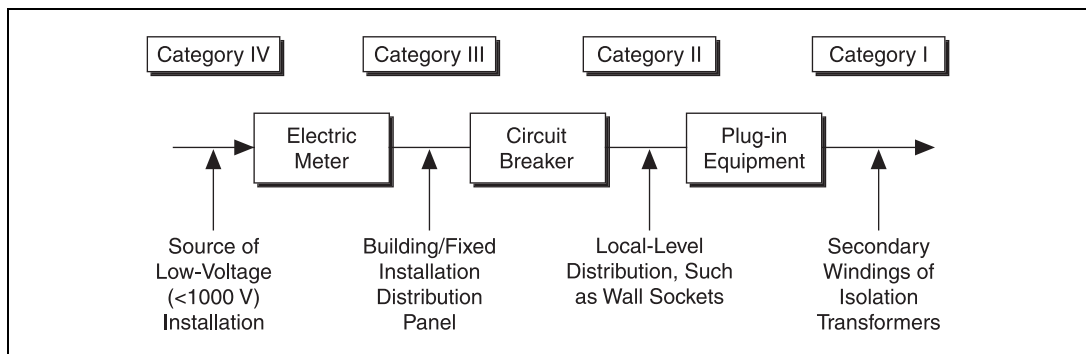 Category IV
Category III
Category II
Category I
Electric
Meter
Circuit
Breaker
Plug-in
Equipment
Source of
Low-Voltage
(<1000 V)
Installation
Building/Fixed
Installation
Distribution
Panel
Local-Level
Distribution, Such
as Wall Sockets
Secondary
Windings of
Isolation
Transformers